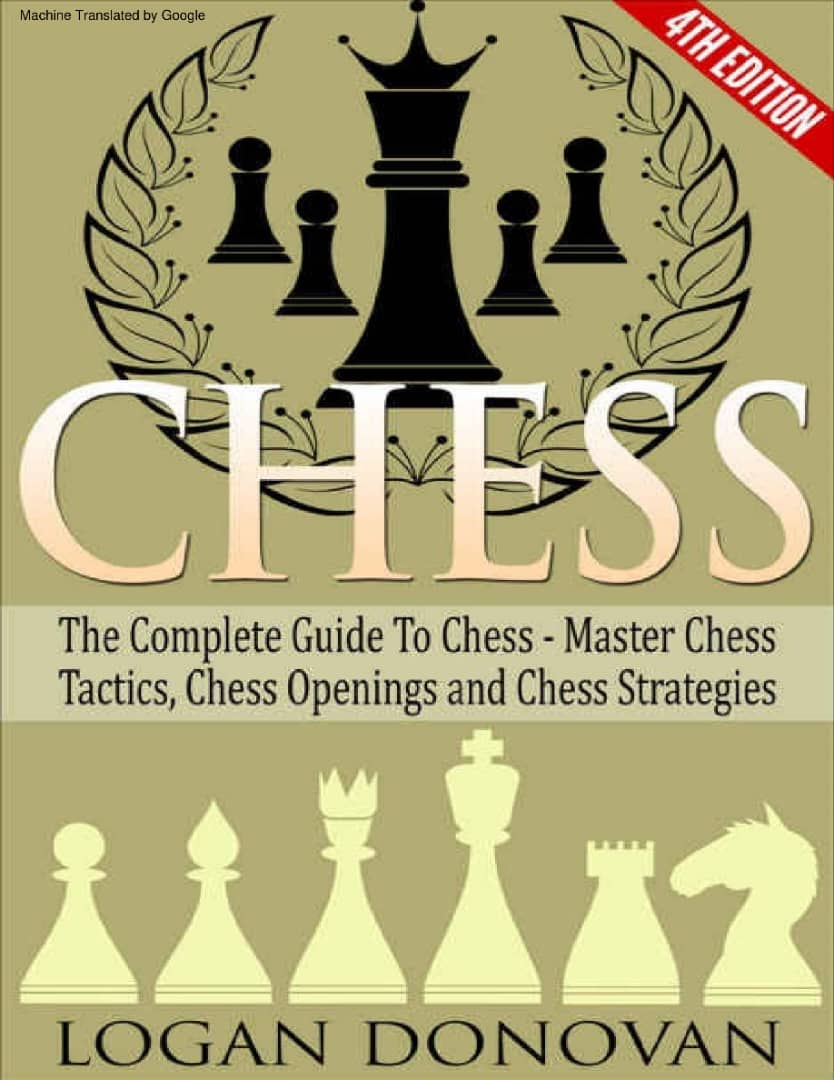 Machine Translated by Google
4TH EDITION
CHESS
The Complete Guide To Chess - Master Chess
Tactics, Chess Openings and Chess Strategies
LOGAN DONOVAN